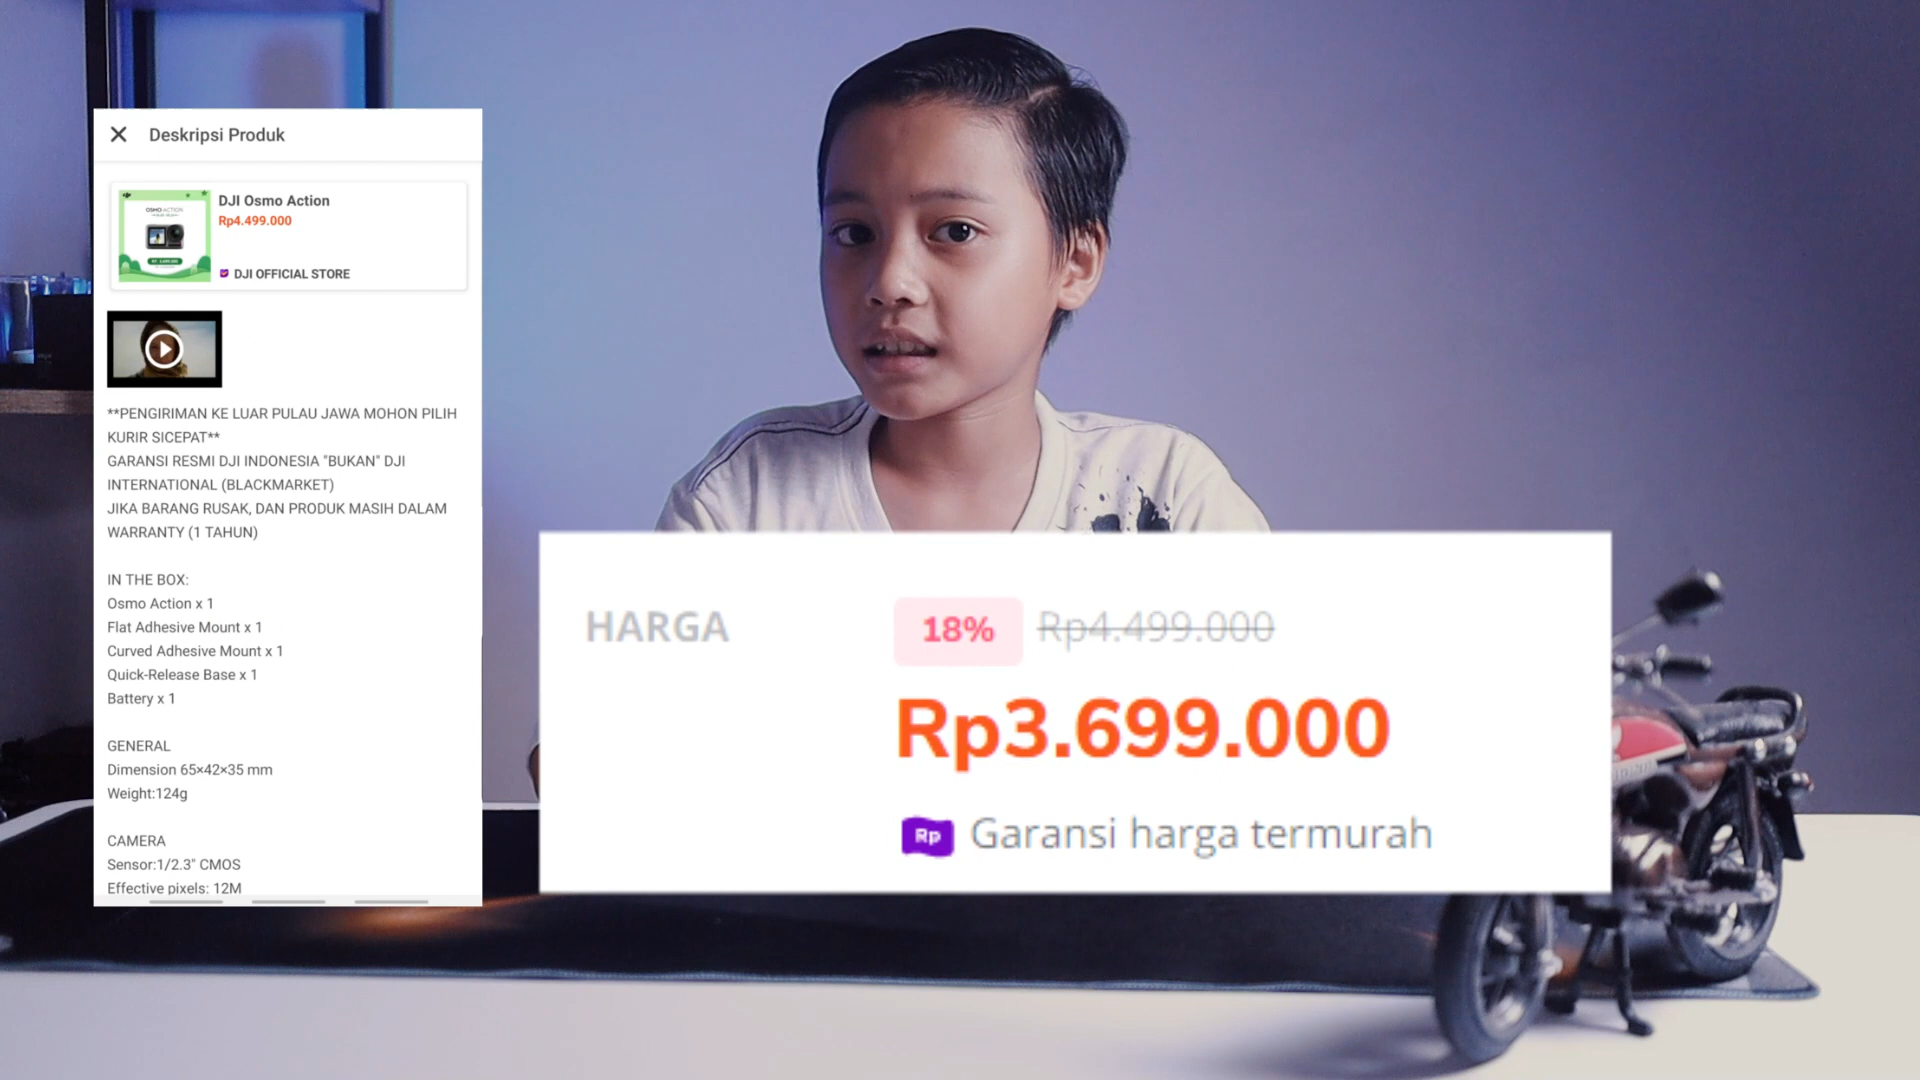 Deskripsi Produk
OSMO ACTION
DJI Osmo Action
Rp4.499.000
DJI OFFICIAL STORE
**PENGIRIMAN KE LUAR PULAU JAWA MOHON PILIH
KURIR SICEPAT**
GARANSI RESMI DJI INDONESIA "BUKAN" DJI
INTERNATIONAL (BLACKMARKET)
JIKA BARANG RUSAK, DAN PRODUK MASIH DALAM
WARRANTY (1 TAHUN)
IN THE BOX:
Osmo Action x 1
Flat Adhesive Mount x 1
Curved Adhesive Mount x 1
Quick-Release Base x 1
Battery x 1
GENERAL
Dimension 65×42×35 mm
Weight:124g
CAMERA
Sensor:1/2.3" CMOS
Effective pixels: 12M
HARGA
18% Rp4.499.000
Rp3.699.000
Rp Garansi harga termurah